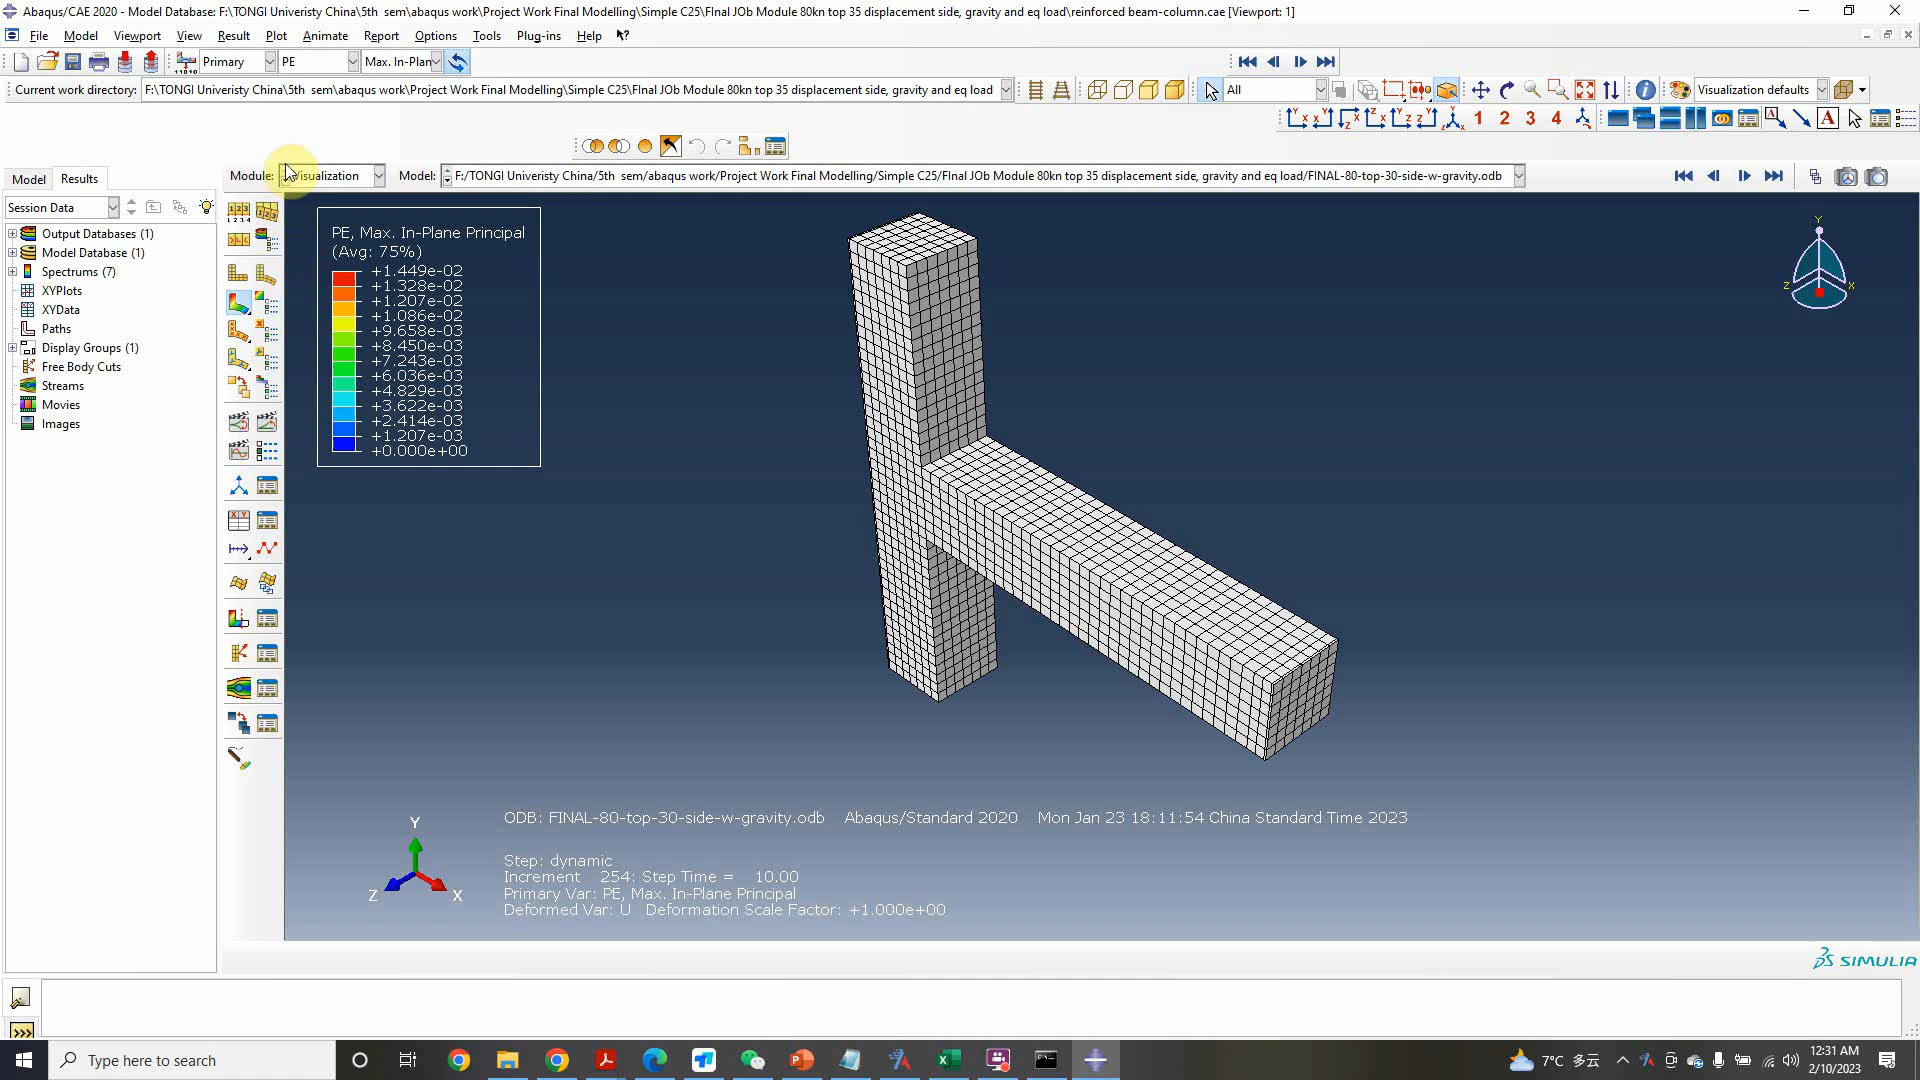 Abaqus/CAE 2020 - Model Database: F:\TONGI Univeristy China\5th sem\abaqus work\Project Work Final Modelling\Simple C25\FInal JOb Module 80kn top 35 displacement side, gravity and eq load\reinforced beam-column.cae [Viewport: 1]
File Model Viewport View Result Plot Animate Report Options Tools Plug-ins Help
Primary PE Max. In-Plan
Current work directory: F:\TONGI Univeristy China\5th sem\abaqus work\Project Work Final Modelling\Simple C25\FInal JOb Module 80kn top 35 displacement side, gravity and eq load All Visualization defaults
1 2 3 4 A
Model Results Module: Visualization Model: F:/TONGI Univeristy China/5th sem/abaqus work/Project Work Final Modelling/Simple C25/FInal JOb Module 80kn top 35 displacement side, gravity and eq load/FINAL-80-top-30-side-w-gravity.odb
Session Data
Output Databases (1)
Model Database (1)
Spectrums (7)
XYPlots
XYData
Paths
Display Groups (1)
Free Body Cuts
Streams
Movies
Images
PE, Max. In-Plane Principal
(Avg: 75%)
+1.449e-02
+1.328e-02
+1.207e-02
+1.086e-02
+9.658e-03
+8.450e-03
+7.243e-03
+6.036e-03
+4.829e-03
+3.622e-03
+2.414e-03
+1.207e-03
+0.000e+00
Y
Z X
Y
Z X
ODB: FINAL-80-top-30-side-w-gravity.odb Abaqus/Standard 2020 Mon Jan 23 18:11:54 China Standard Time 2023
Step: dynamic
Increment 254: Step Time = 10.00
Primary Var: PE, Max. In-Plane Principal
Deformed Var: U Deformation Scale Factor: +1.000e+00
SIMULIA
>>>
Type here to search
7°C 多云
12:31 AM
2/10/2023